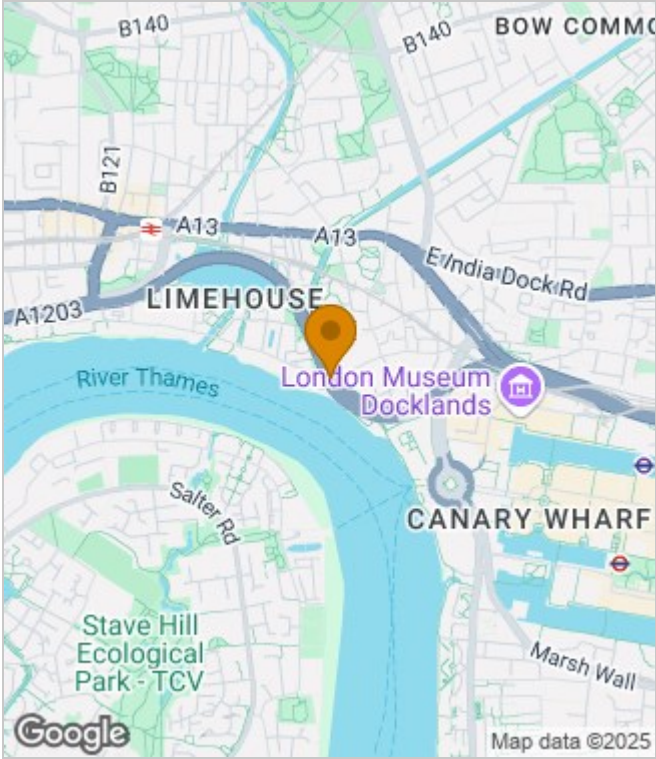 B140
B140
BOW COMMO
B121
A13
A13
E India Dock Rd
A1203
LIMEHOUSE
River Thames
London Museum
Docklands
Salter Rd
CANARY WHARF
Stave Hill
Ecological
Park - TCV
Marsh Wall
Google
Map data ©2025